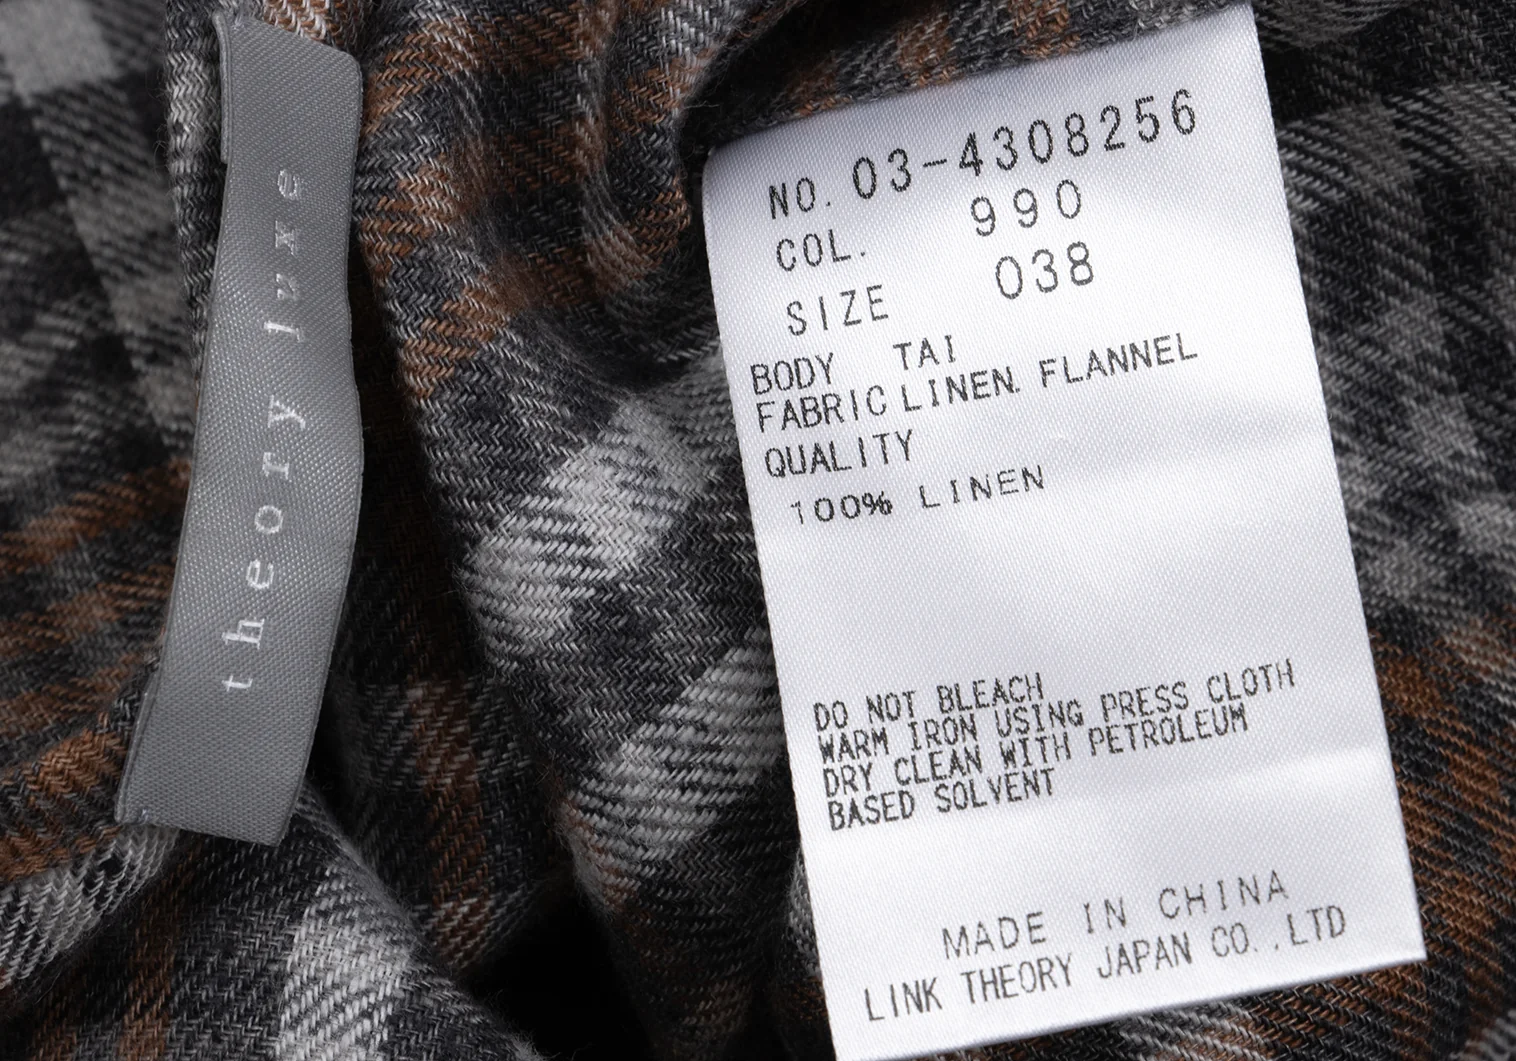 theory luxe
NO. 03-4308256
COL. 990
SIZE 038
BODY TAI
FABRIC LINEN. FLANNEL
QUALITY
100% LINEN
DO NOT BLEACH
WARM IRON USING PRESS CLOTH
DRY CLEAN WITH PETROLEUM
BASED SOLVENT
MADE IN CHINA
LINK THEORY JAPAN CO.,LTD